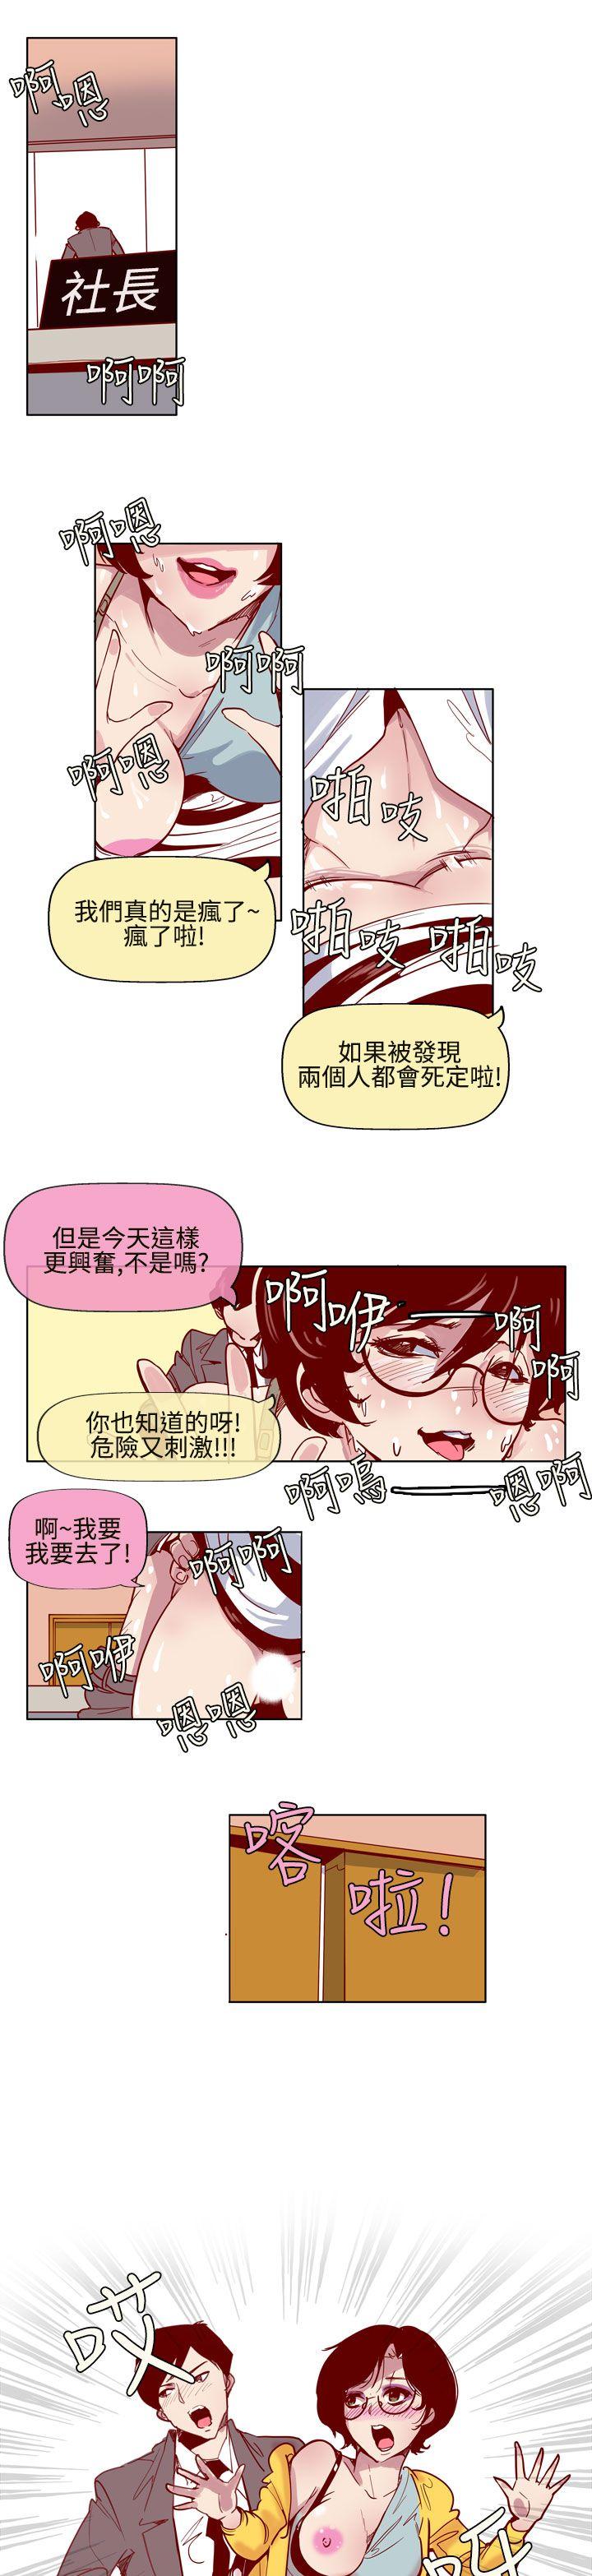 啊嗯
社長
啊啊
啊嗯
啊啊
啊嗯
我們真的是瘋了~
瘋了啦!
啪吱
啪吱
啪吱
如果被發現
兩個人都會死定啦!
但是今天這樣
更興奮,不是嗎?
啊咿
啊啊
你也知道的呀!
危險又刺激!!!
啊嗚
嗯啊
啊~我要
我要去了!
啊啊
啊咿
嗯嗯
喀啦!
哎